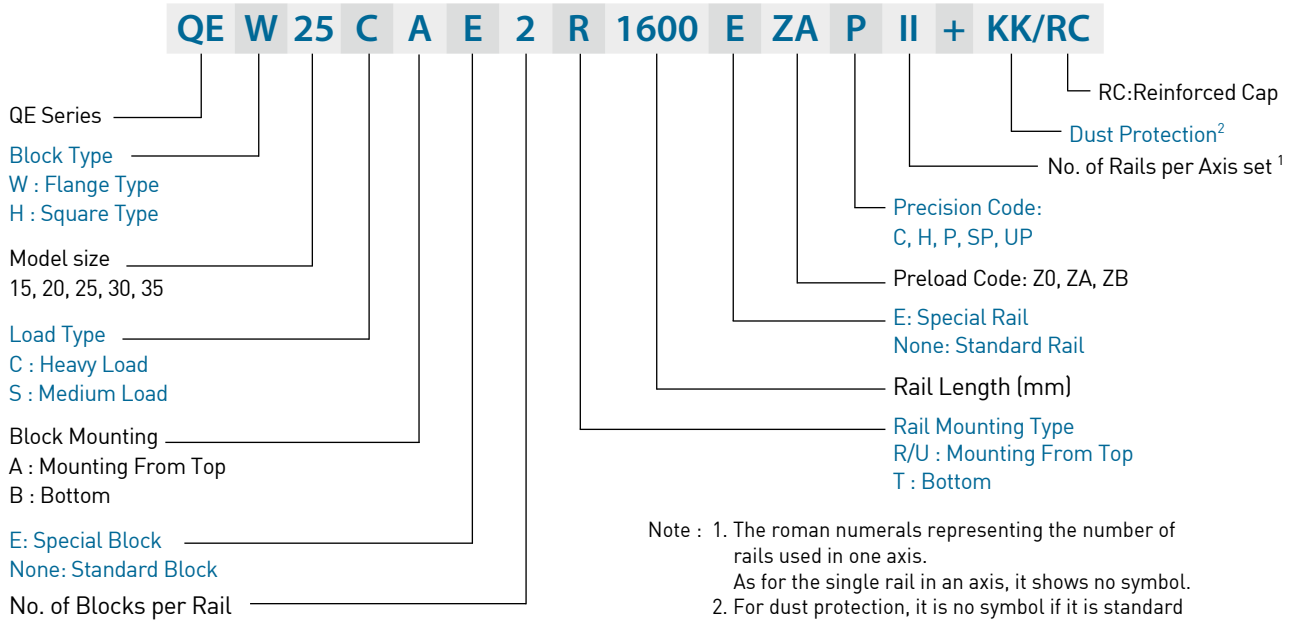 QE W 25 C A E 2 R 1600 E ZA P II + KK/RC
QE Series
Block Type
W : Flange Type
H : Square Type
Model size
15, 20, 25, 30, 35
Load Type
C : Heavy Load
S : Medium Load
Block Mounting
A : Mounting From Top
B : Bottom
E: Special Block
None: Standard Block
No. of Blocks per Rail
RC:Reinforced Cap
Dust Protection²
No. of Rails per Axis set ¹
Precision Code:
C, H, P, SP, UP
Preload Code: Z0, ZA, ZB
E: Special Rail
None: Standard Rail
Rail Length (mm)
Rail Mounting Type
R/U : Mounting From Top
T : Bottom
Note : 1. The roman numerals representing the number of
rails used in one axis.
As for the single rail in an axis, it shows no symbol.
2. For dust protection, it is no symbol if it is standard